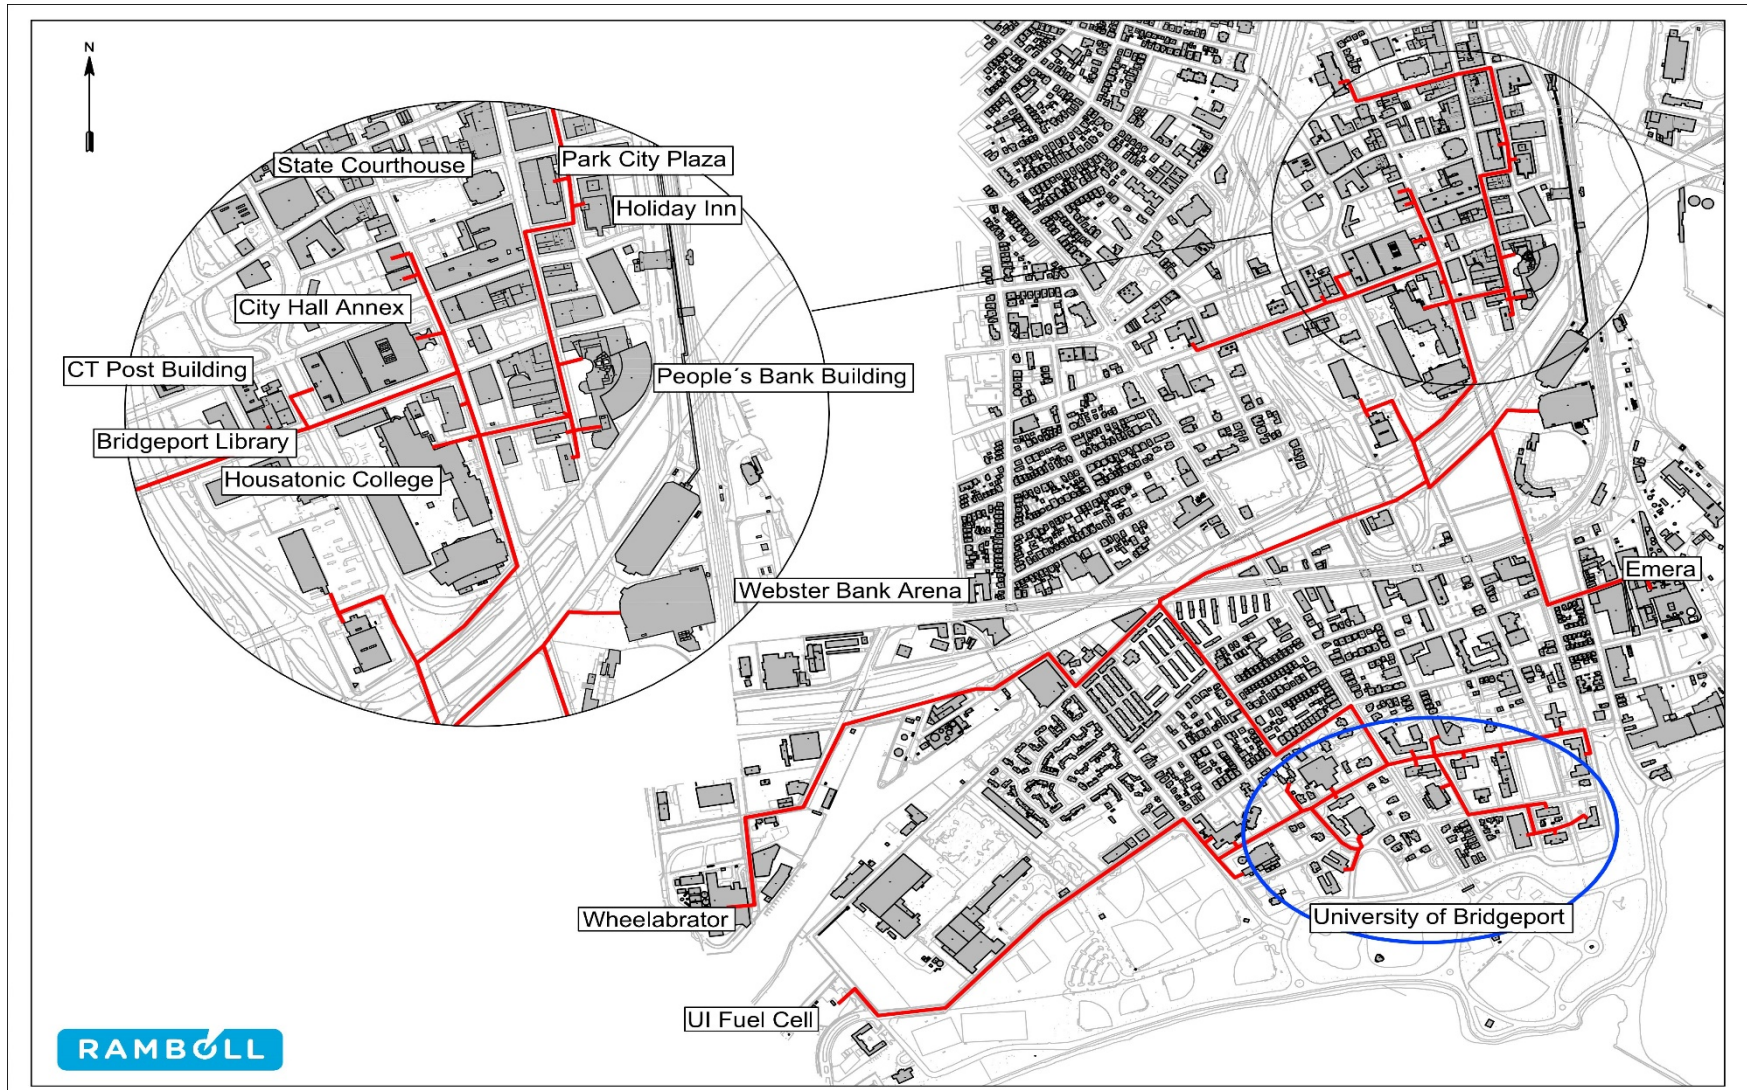 N
State Courthouse
Park City Plaza
Holiday Inn
City Hall Annex
CT Post Building
People´s Bank Building
Bridgeport Library
Housatonic College
Webster Bank Arena
Emera
Wheelabrator
University of Bridgeport
UI Fuel Cell
RAMBOLL